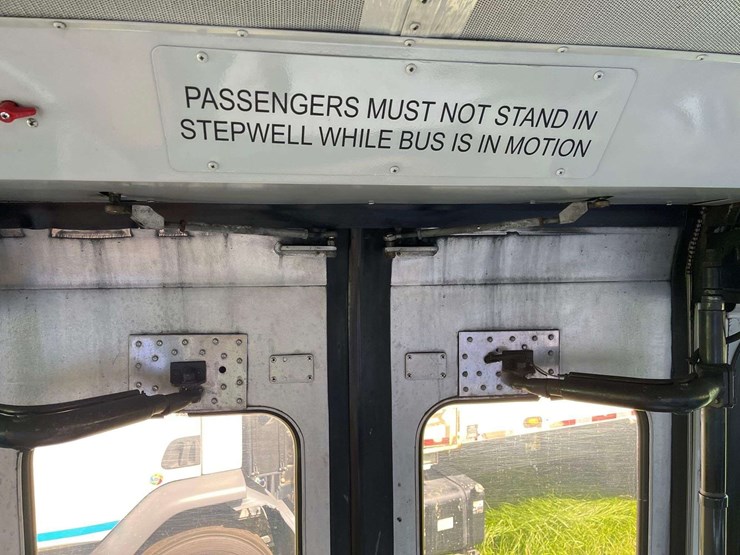 PASSENGERS MUST NOT STAND IN
STEPWELL WHILE BUS IS IN MOTION